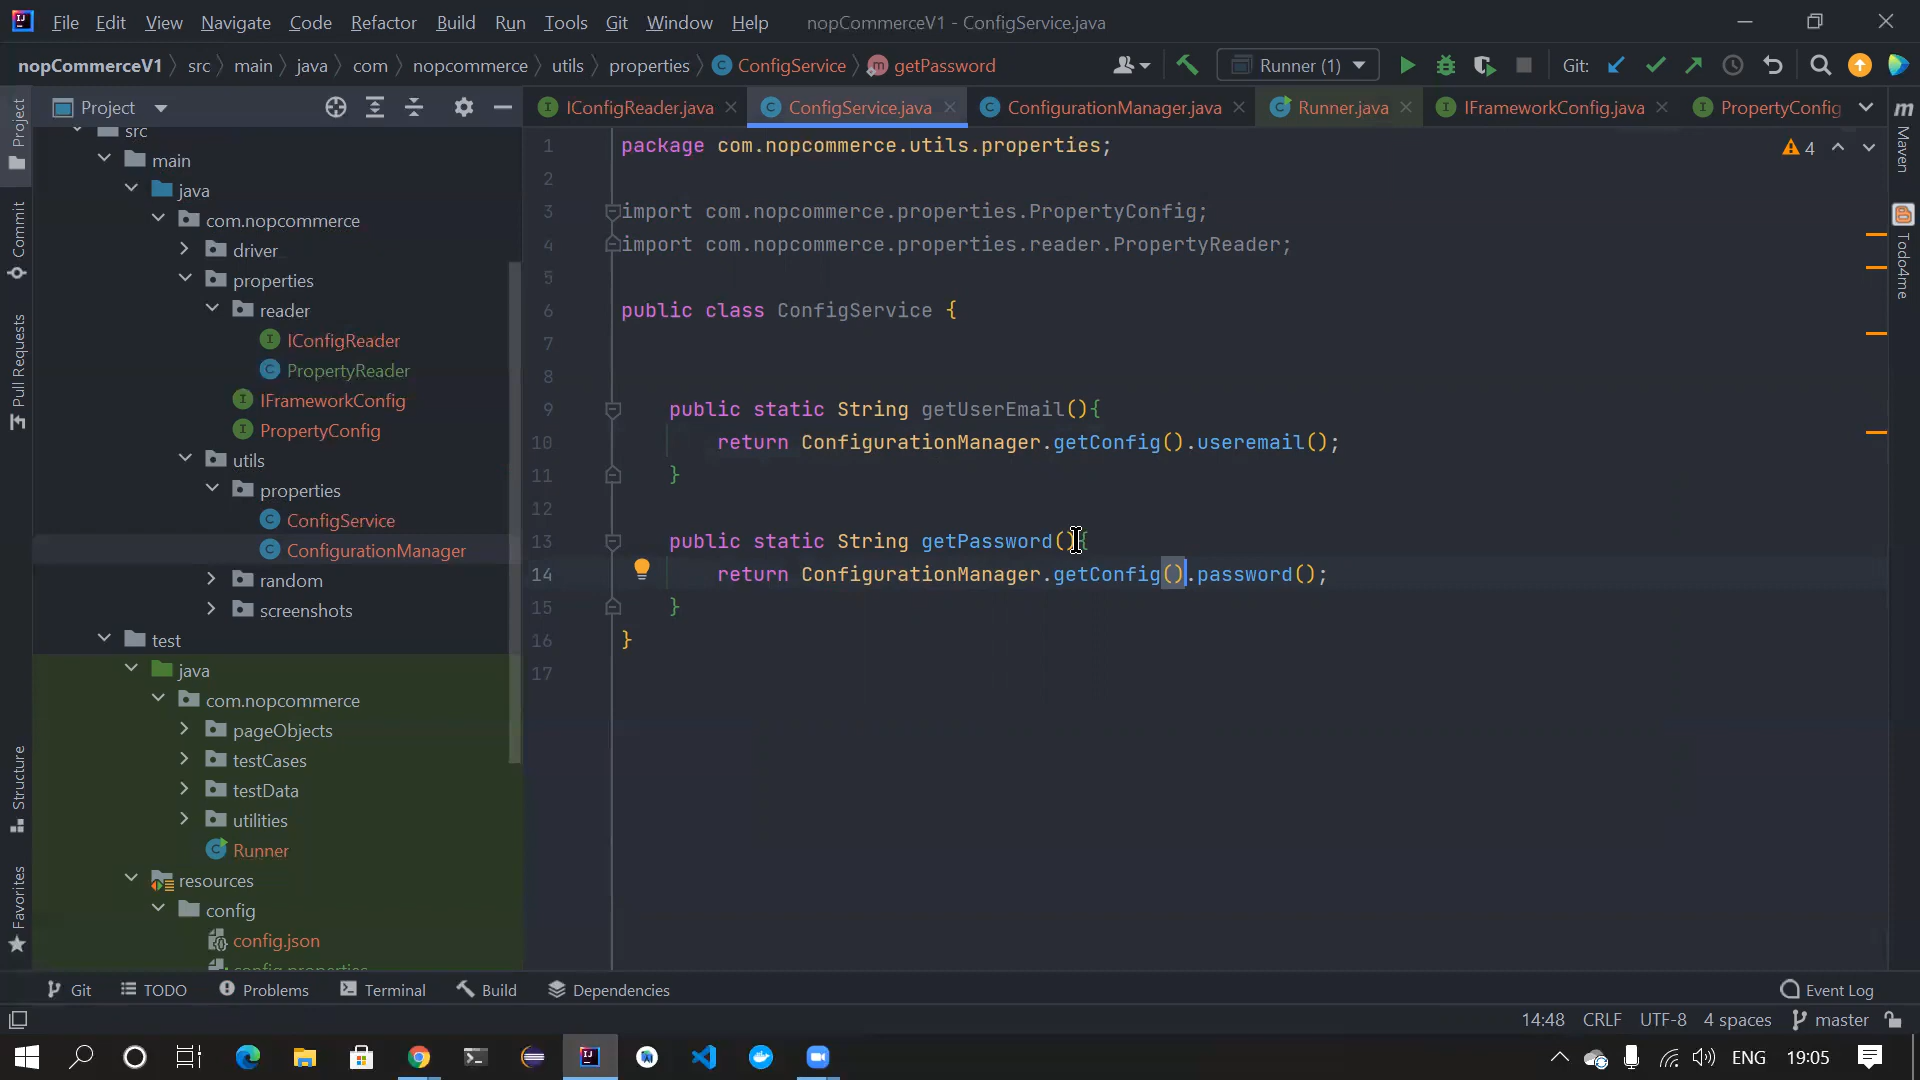 File Edit View Navigate Code Refactor Build Run Tools Git Window Help nopCommerceV1 - ConfigService.java
nopCommerceV1 src main java com nopcommerce utils properties ConfigService getPassword Runner (1) Git:
Project IConfigReader.java ConfigService.java ConfigurationManager.java Runner.java IFrameworkConfig.java PropertyConfig
Project
Commit
Pull Requests
Structure
Favorites
src
main
java
com.nopcommerce
driver
properties
reader
IConfigReader
PropertyReader
IFrameworkConfig
PropertyConfig
utils
properties
ConfigService
ConfigurationManager
random
screenshots
test
java
com.nopcommerce
pageObjects
testCases
testData
utilities
Runner
resources
config
config.json
config.properties
1 package com.nopcommerce.utils.properties;
2
3 import com.nopcommerce.properties.PropertyConfig;
4 import com.nopcommerce.properties.reader.PropertyReader;
5
6 public class ConfigService {
7
8
9 public static String getUserEmail(){
10 return ConfigurationManager.getConfig().useremail();
11 }
12
13 public static String getPassword(){
14 return ConfigurationManager.getConfig().password();
15 }
16 }
17
4
m
Maven
Todo4me
Git TODO Problems Terminal Build Dependencies Event Log
14:48 CRLF UTF-8 4 spaces master
ENG 19:05